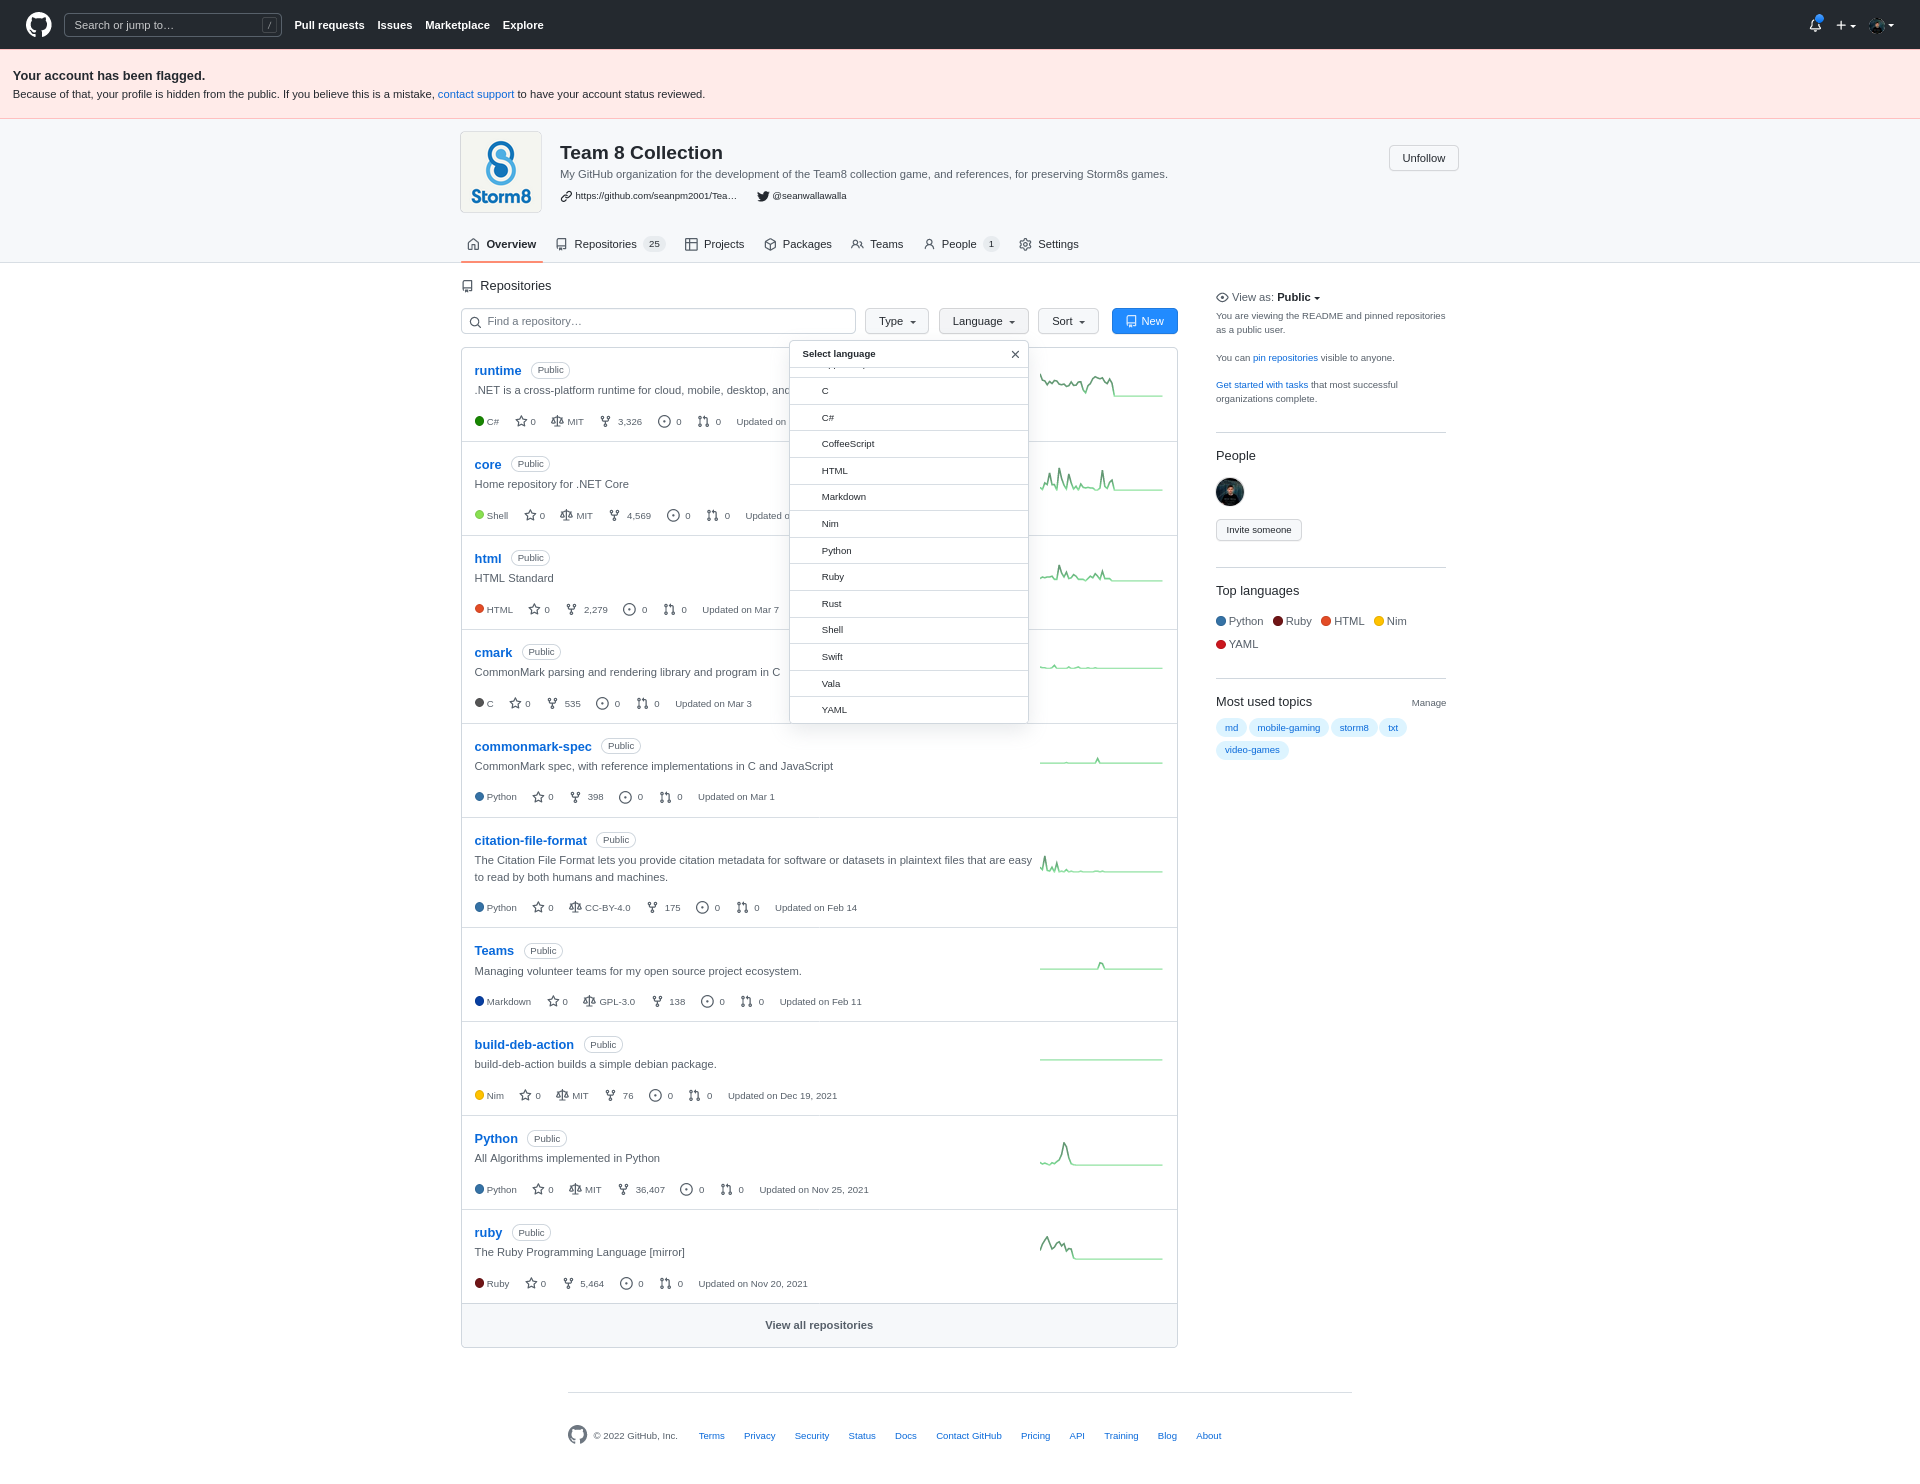 Search or jump to…
/
Pull requests Issues Marketplace Explore
Your account has been flagged.
Because of that, your profile is hidden from the public. If you believe this is a mistake, contact support to have your account status reviewed.
Storm8
Team 8 Collection
My GitHub organization for the development of the Team8 collection game, and references, for preserving Storm8s games.
https://github.com/seanpm2001/Tea… @seanwallawalla
Unfollow
Overview Repositories 25 Projects Packages Teams People 1 Settings
Repositories
Find a repository…
Type Language Sort New
Select language
C
C#
CoffeeScript
HTML
Markdown
Nim
Python
Ruby
Rust
Shell
Swift
Vala
YAML
runtime Public
.NET is a cross-platform runtime for cloud, mobile, desktop, and
C# 0 MIT 3,326 0 0 Updated on
core Public
Home repository for .NET Core
Shell 0 MIT 4,569 0 0 Updated o
html Public
HTML Standard
HTML 0 2,279 0 0 Updated on Mar 7
cmark Public
CommonMark parsing and rendering library and program in C
C 0 535 0 0 Updated on Mar 3
commonmark-spec Public
CommonMark spec, with reference implementations in C and JavaScript
Python 0 398 0 0 Updated on Mar 1
citation-file-format Public
The Citation File Format lets you provide citation metadata for software or datasets in plaintext files that are easy
to read by both humans and machines.
Python 0 CC-BY-4.0 175 0 0 Updated on Feb 14
Teams Public
Managing volunteer teams for my open source project ecosystem.
Markdown 0 GPL-3.0 138 0 0 Updated on Feb 11
build-deb-action Public
build-deb-action builds a simple debian package.
Nim 0 MIT 76 0 0 Updated on Dec 19, 2021
Python Public
All Algorithms implemented in Python
Python 0 MIT 36,407 0 0 Updated on Nov 25, 2021
ruby Public
The Ruby Programming Language [mirror]
Ruby 0 5,464 0 0 Updated on Nov 20, 2021
View all repositories
View as: Public
You are viewing the README and pinned repositories
as a public user.
You can pin repositories visible to anyone.
Get started with tasks that most successful
organizations complete.
People
Invite someone
Top languages
Python Ruby HTML Nim
YAML
Most used topics Manage
md mobile-gaming storm8 txt
video-games
© 2022 GitHub, Inc. Terms Privacy Security Status Docs Contact GitHub Pricing API Training Blog About